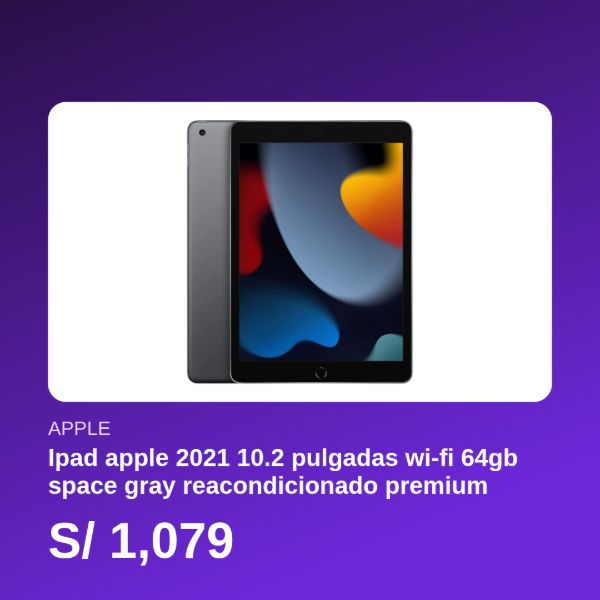 APPLE
Ipad apple 2021 10.2 pulgadas wi-fi 64gb
space gray reacondicionado premium
S/ 1,079